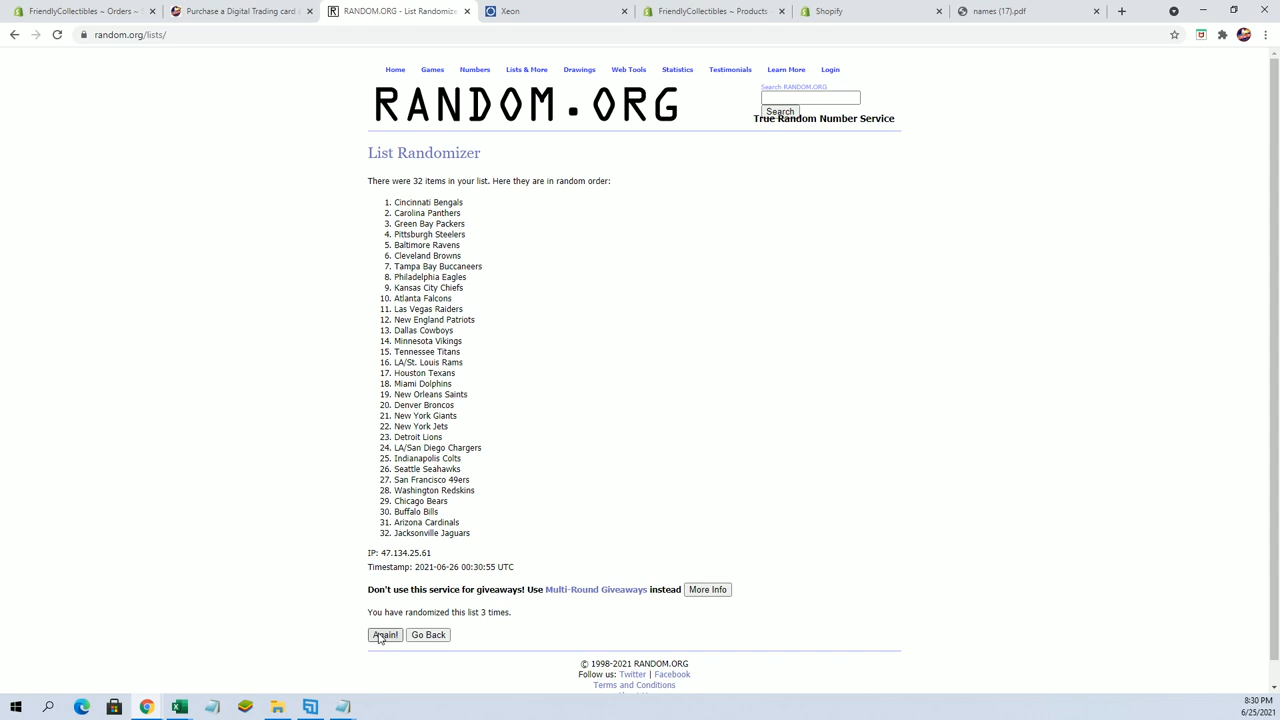 FriendlyCollectibles ~ Orders ~
Purchase a Digital Trading card
RANDOM.ORG - List Randomize
Xeon
FriendlyCollectibles ~ Products
Shopify
names (17).pdf
random.org/lists/
Home Games Numbers Lists & More Drawings Web Tools Statistics Testimonials Learn More Login
RANDOM.ORG
Search RANDOM.ORG
Search
True Random Number Service
List Randomizer
There were 32 items in your list. Here they are in random order:
1. Cincinnati Bengals
2. Carolina Panthers
3. Green Bay Packers
4. Pittsburgh Steelers
5. Baltimore Ravens
6. Cleveland Browns
7. Tampa Bay Buccaneers
8. Philadelphia Eagles
9. Kansas City Chiefs
10. Atlanta Falcons
11. Las Vegas Raiders
12. New England Patriots
13. Dallas Cowboys
14. Minnesota Vikings
15. Tennessee Titans
16. LA/St. Louis Rams
17. Houston Texans
18. Miami Dolphins
19. New Orleans Saints
20. Denver Broncos
21. New York Giants
22. New York Jets
23. Detroit Lions
24. LA/San Diego Chargers
25. Indianapolis Colts
26. Seattle Seahawks
27. San Francisco 49ers
28. Washington Redskins
29. Chicago Bears
30. Buffalo Bills
31. Arizona Cardinals
32. Jacksonville Jaguars
IP: 47.134.25.61
Timestamp: 2021-06-26 00:30:55 UTC
Don't use this service for giveaways! Use Multi-Round Giveaways instead More Info
You have randomized this list 3 times.
Again! Go Back
© 1998-2021 RANDOM.ORG
Follow us: Twitter | Facebook
Terms and Conditions
8:30 PM
6/25/2021